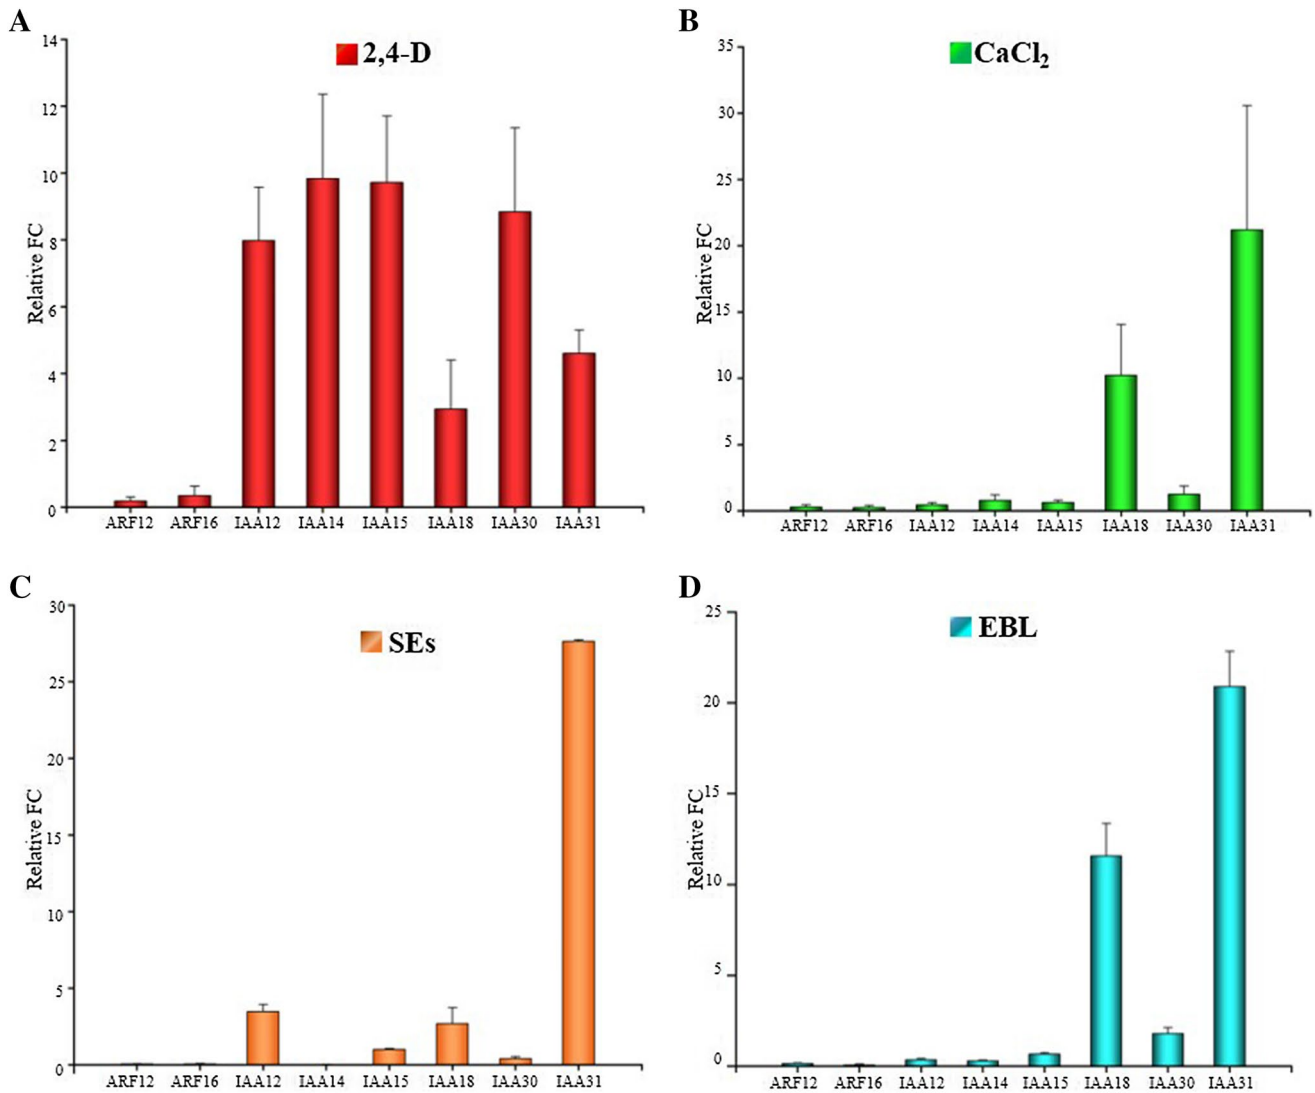 A
2,4-D
Relative FC
14
12
10
8
6
4
2
0
ARF12 ARF16 IAA12 IAA14 IAA15 IAA18 IAA30 IAA31
B
CaCl₂
Relative FC
35
30
25
20
15
10
5
0
ARF12 ARF16 IAA12 IAA14 IAA15 IAA18 IAA30 IAA31
C
SEs
Relative FC
30
25
20
15
10
5
0
ARF12 ARF16 IAA12 IAA14 IAA15 IAA18 IAA30 IAA31
D
EBL
Relative FC
25
20
15
10
5
0
ARF12 ARF16 IAA12 IAA14 IAA15 IAA18 IAA30 IAA31